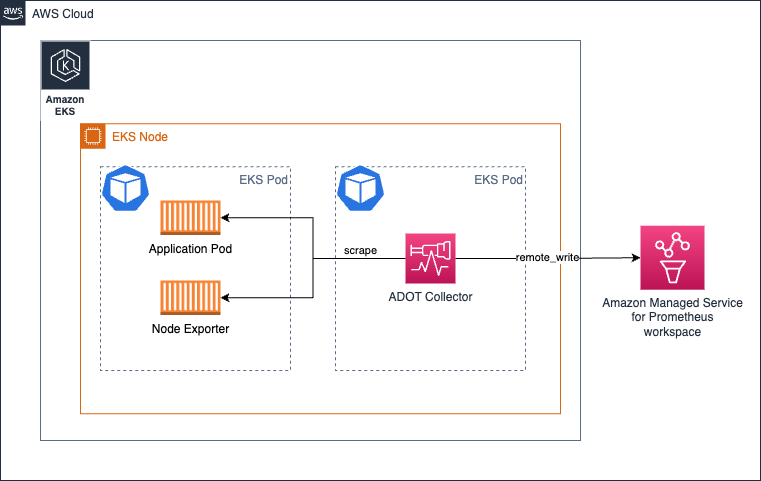 aws
AWS Cloud
Amazon
EKS
EKS Node
EKS Pod
EKS Pod
Application Pod
scrape
remote_write
ADOT Collector
Node Exporter
Amazon Managed Service
for Prometheus
workspace